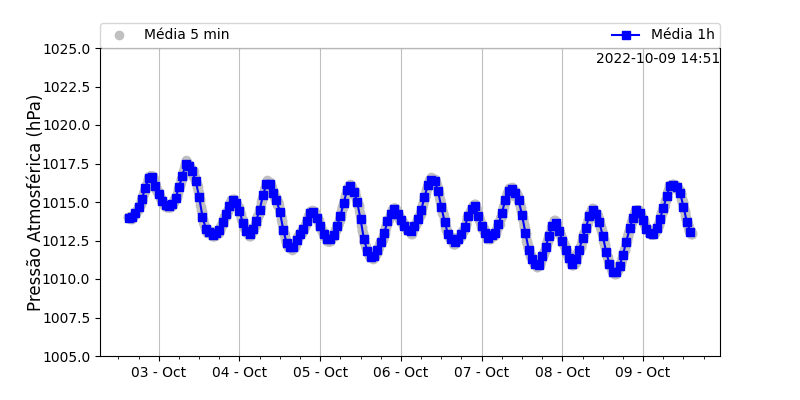 Média 5 min
Média 1h
2022-10-09 14:51
Pressão Atmosférica (hPa)
1025.0
1022.5
1020.0
1017.5
1015.0
1012.5
1010.0
1007.5
1005.0
03 - Oct
04 - Oct
05 - Oct
06 - Oct
07 - Oct
08 - Oct
09 - Oct